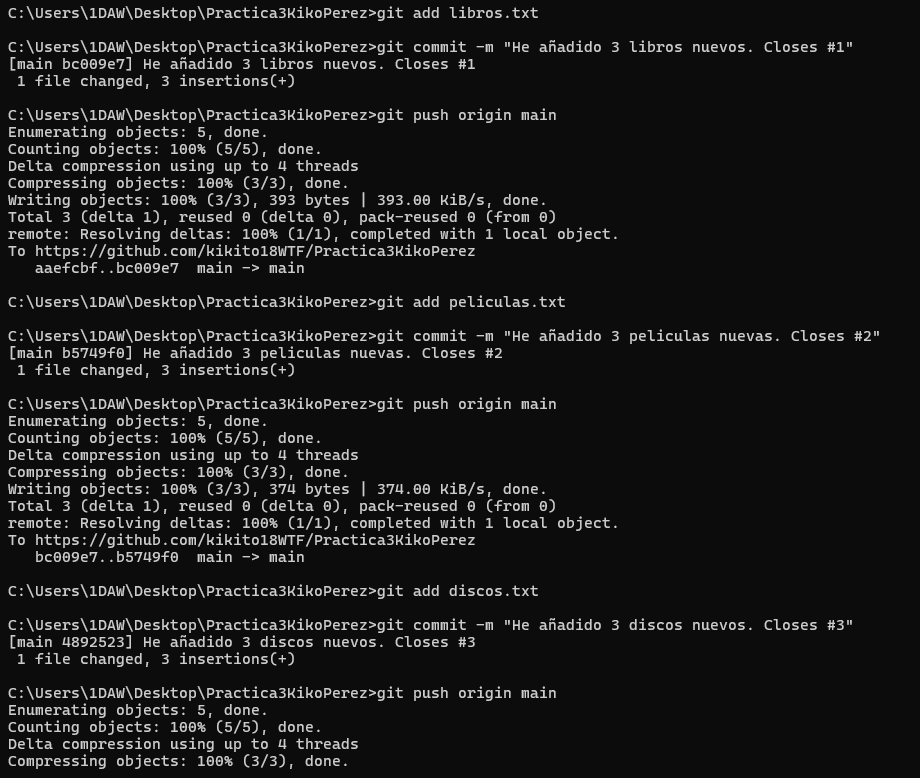 C:\Users\1DAW\Desktop\Practica3KikoPerez>git add libros.txt
C:\Users\1DAW\Desktop\Practica3KikoPerez>git commit -m "He añadido 3 libros nuevos. Closes #1"
[main bc009e7] He añadido 3 libros nuevos. Closes #1
 1 file changed, 3 insertions(+)
C:\Users\1DAW\Desktop\Practica3KikoPerez>git push origin main
Enumerating objects: 5, done.
Counting objects: 100% (5/5), done.
Delta compression using up to 4 threads
Compressing objects: 100% (3/3), done.
Writing objects: 100% (3/3), 393 bytes | 393.00 KiB/s, done.
Total 3 (delta 1), reused 0 (delta 0), pack-reused 0 (from 0)
remote: Resolving deltas: 100% (1/1), completed with 1 local object.
To https://github.com/kikito18WTF/Practica3KikoPerez
   aaefcbf..bc009e7  main -> main
C:\Users\1DAW\Desktop\Practica3KikoPerez>git add peliculas.txt
C:\Users\1DAW\Desktop\Practica3KikoPerez>git commit -m "He añadido 3 peliculas nuevas. Closes #2"
[main b5749f0] He añadido 3 peliculas nuevas. Closes #2
 1 file changed, 3 insertions(+)
C:\Users\1DAW\Desktop\Practica3KikoPerez>git push origin main
Enumerating objects: 5, done.
Counting objects: 100% (5/5), done.
Delta compression using up to 4 threads
Compressing objects: 100% (3/3), done.
Writing objects: 100% (3/3), 374 bytes | 374.00 KiB/s, done.
Total 3 (delta 1), reused 0 (delta 0), pack-reused 0 (from 0)
remote: Resolving deltas: 100% (1/1), completed with 1 local object.
To https://github.com/kikito18WTF/Practica3KikoPerez
   bc009e7..b5749f0  main -> main
C:\Users\1DAW\Desktop\Practica3KikoPerez>git add discos.txt
C:\Users\1DAW\Desktop\Practica3KikoPerez>git commit -m "He añadido 3 discos nuevos. Closes #3"
[main 4892523] He añadido 3 discos nuevos. Closes #3
 1 file changed, 3 insertions(+)
C:\Users\1DAW\Desktop\Practica3KikoPerez>git push origin main
Enumerating objects: 5, done.
Counting objects: 100% (5/5), done.
Delta compression using up to 4 threads
Compressing objects: 100% (3/3), done.